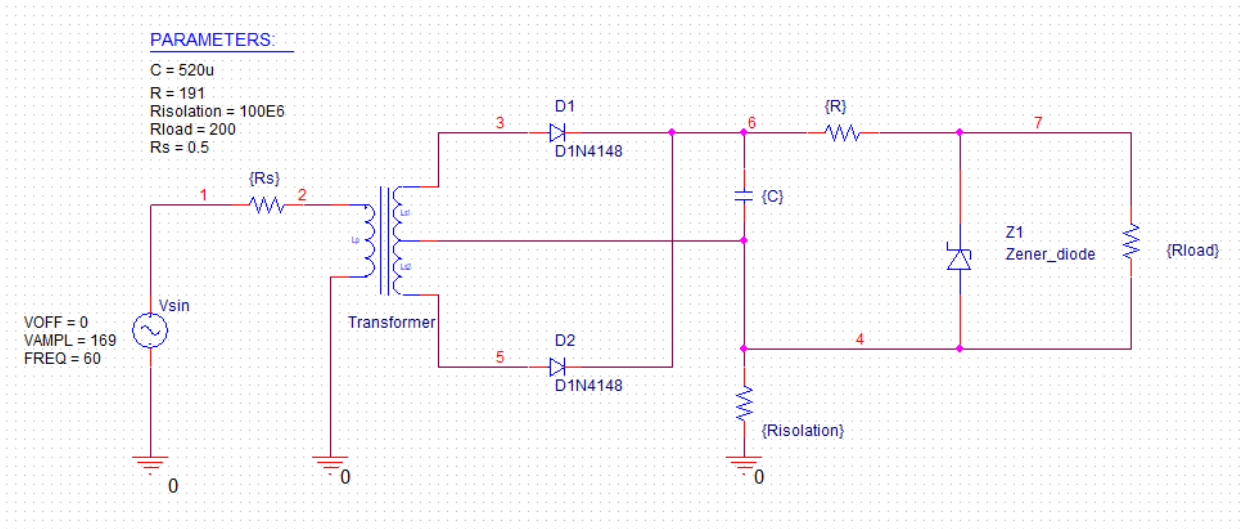 PARAMETERS:
C = 520u
R = 191
Risolation = 100E6
Rload = 200
Rs = 0.5
1
{Rs}
2
Vsin
VOFF = 0
VAMPL = 169
FREQ = 60
0
0
Transformer
3
D1
D1N4148
5
D2
D1N4148
6
{C}
{R}
7
Z1
Zener_diode
{Rload}
4
{Risolation}
0